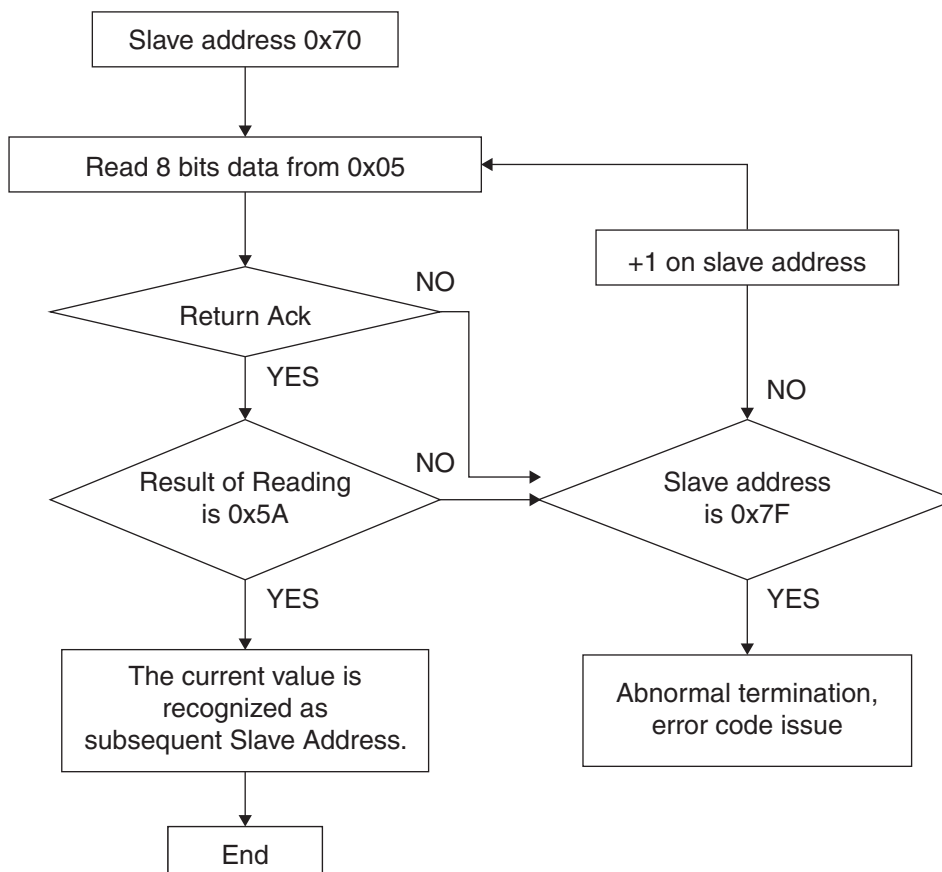 Slave address 0x70
Read 8 bits data from 0x05
+1 on slave address
NO
Return Ack
YES
NO
NO
Result of Reading
is 0x5A
Slave address
is 0x7F
YES
YES
The current value is
recognized as
subsequent Slave Address.
Abnormal termination,
error code issue
End